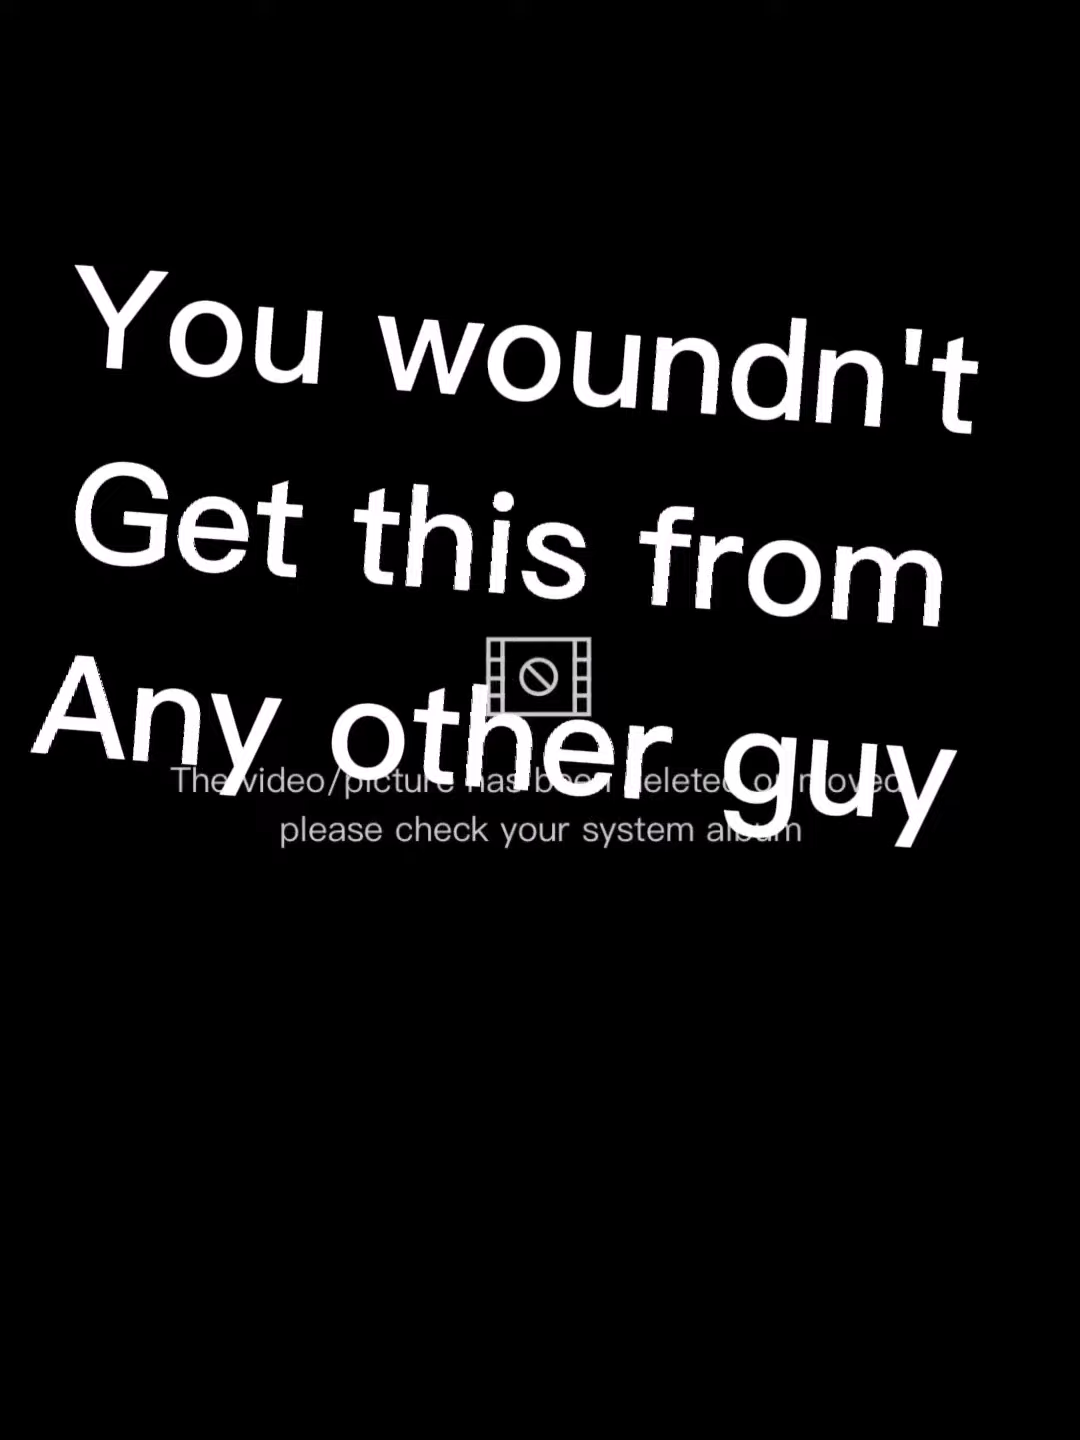 You woundn't
Get this from
Any other guy
The video/picture has been deleted or moved
please check your system album